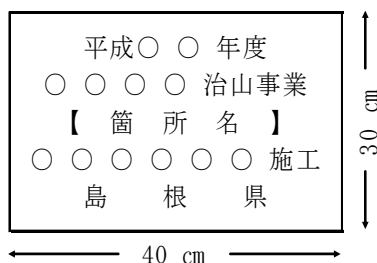 平成○ ○ 年度
○ ○ ○ ○ 治山事業
【 箇 所 名 】
○ ○ ○ ○ ○ ○ 施工
島 根 県
30 cm
40 cm